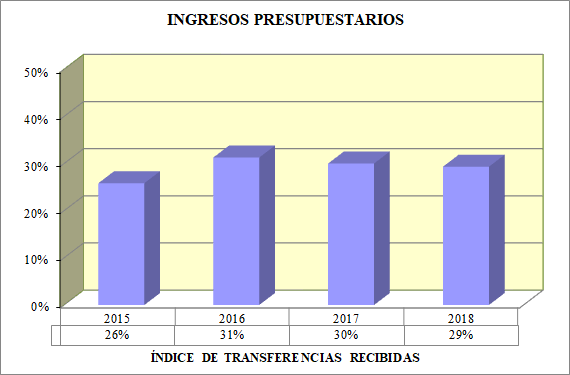 INGRESOS PRESUPUESTARIOS
50%
40%
30%
20%
10%
0%
2015 2016 2017 2018
26% 31% 30% 29%
ÍNDICE DE TRANSFERENCIAS RECIBIDAS